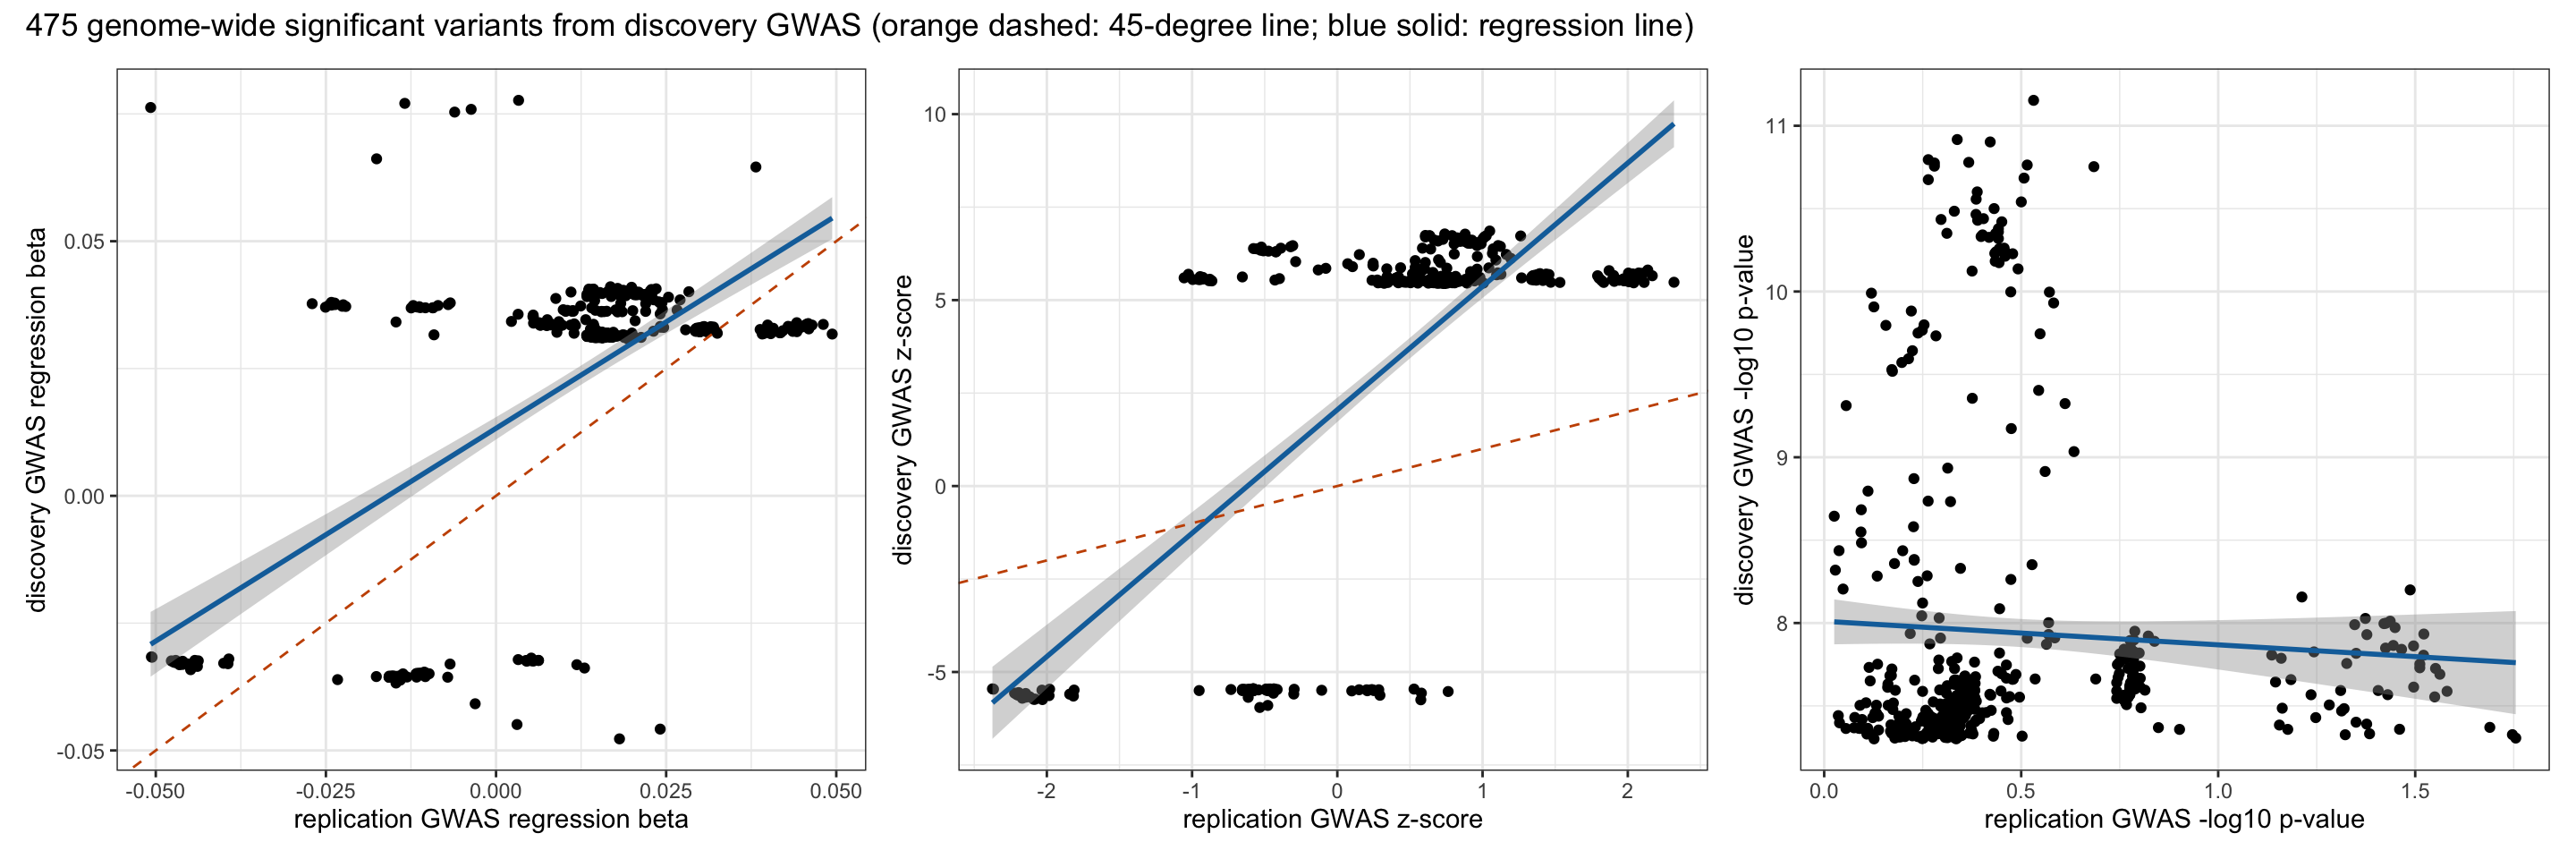 475 genome-wide significant variants from discovery GWAS (orange dashed: 45-degree line; blue solid: regression line)
discovery GWAS regression beta
0.05
0.00
-0.05
-0.050 -0.025 0.000 0.025 0.050
replication GWAS regression beta
discovery GWAS z-score
10
5
0
-5
-2 -1 0 1 2
replication GWAS z-score
discovery GWAS -log10 p-value
11
10
9
8
0.0 0.5 1.0 1.5
replication GWAS -log10 p-value